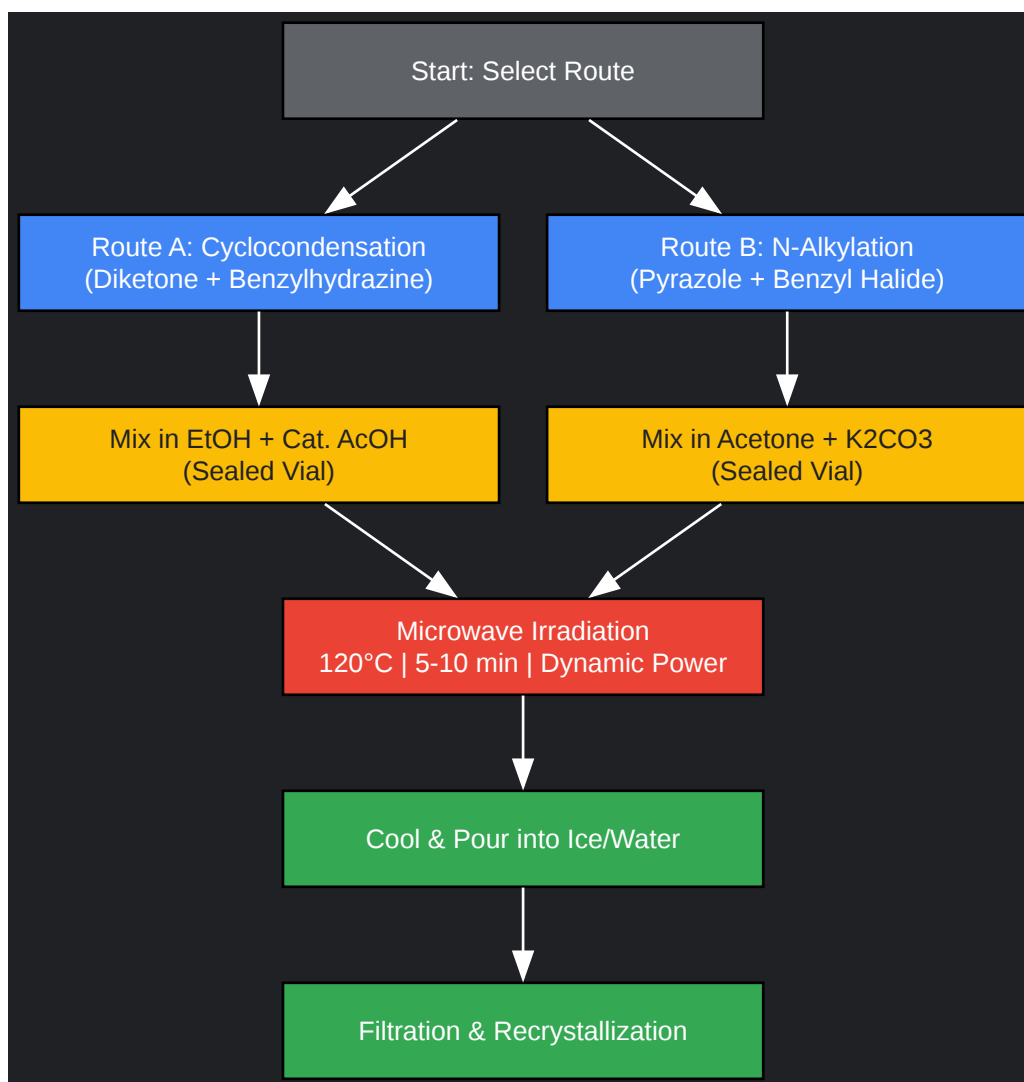 Start: Select Route
Route A: Cyclocondensation
(Diketone + Benzylhydrazine)
Route B: N-Alkylation
(Pyrazole + Benzyl Halide)
Mix in EtOH + Cat. AcOH
(Sealed Vial)
Mix in Acetone + K2CO3
(Sealed Vial)
Microwave Irradiation
120°C | 5-10 min | Dynamic Power
Cool & Pour into Ice/Water
Filtration & Recrystallization